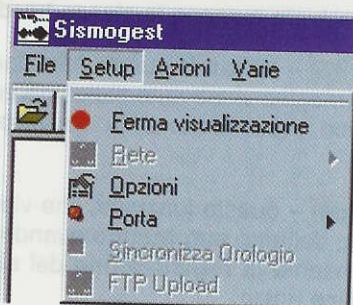 Sismogest
File Setup Azioni Varie
Ferma visualizzazione
Rete
Opzioni
Porta
Sincronizza Orologio
FTP Upload